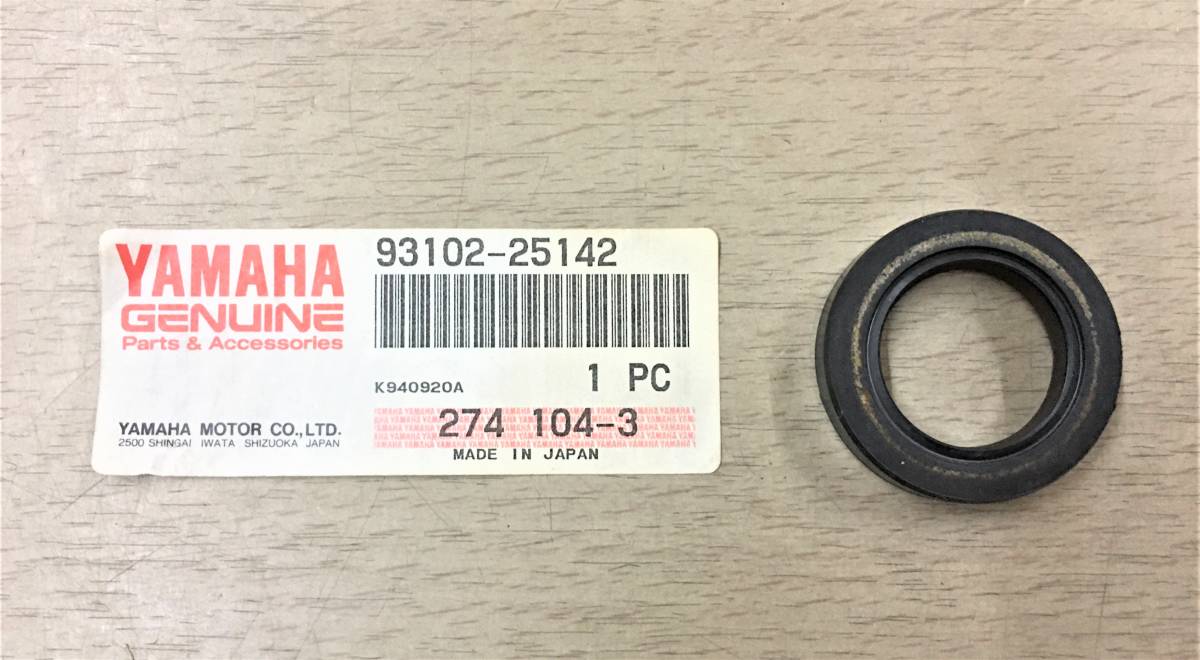 YAMAHA
GENUINE
Parts & Accessories
YAMAHA MOTOR CO.,LTD.
2500 SHINGAI IWATA SHIZUOKA JAPAN
93102-25142
K940920A
1 PC
274 104-3
MADE IN JAPAN